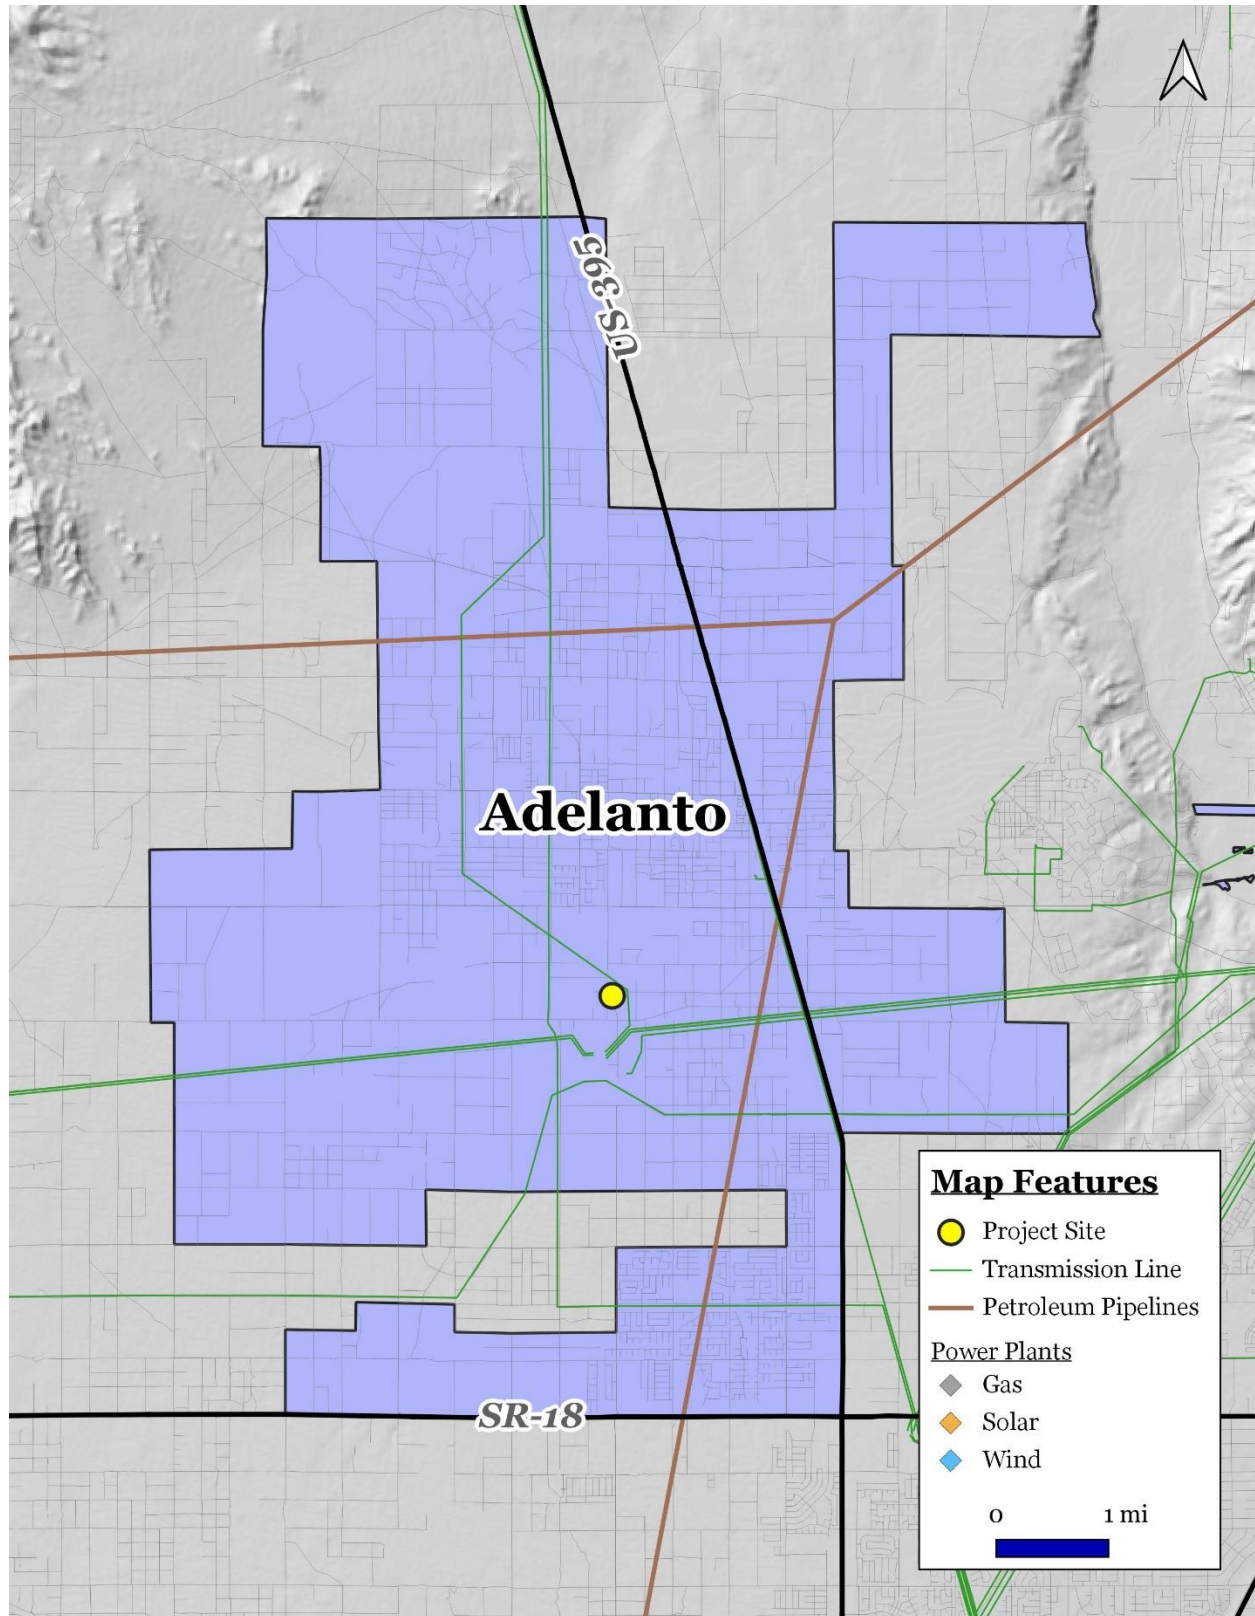 US-395
Adelanto
SR-18
Map Features
Project Site
Transmission Line
Petroleum Pipelines
Power Plants
Gas
Solar
Wind
0 1 mi